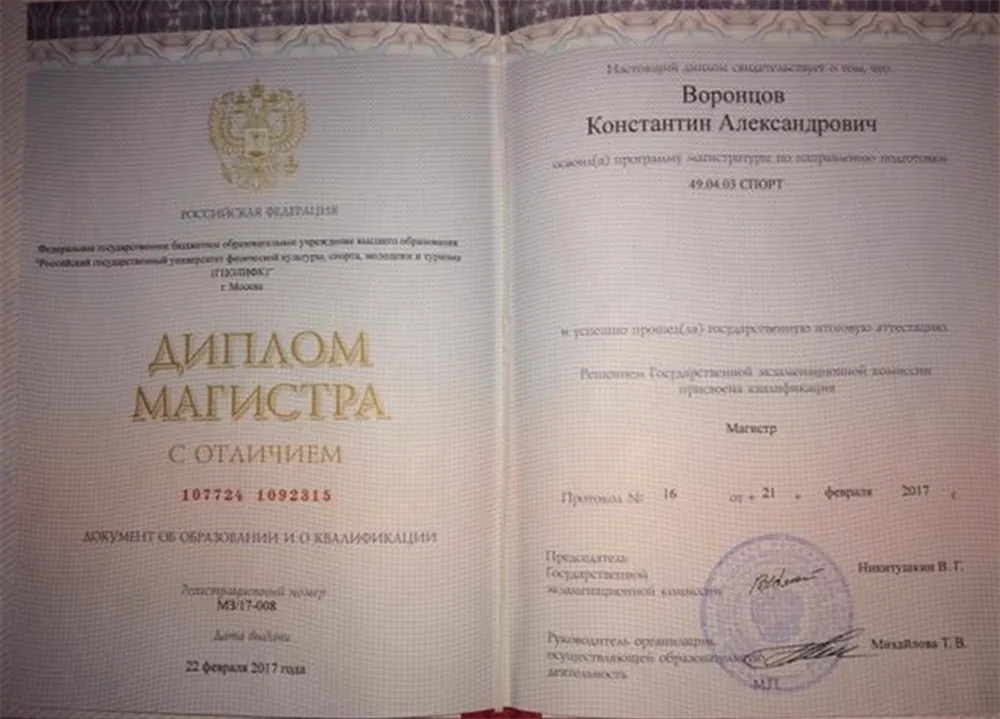 РОССИЙСКАЯ ФЕДЕРАЦИЯ
Федеральное государственное бюджетное образовательное учреждение высшего образования
"Российский государственный университет физической культуры, спорта, молодежи и туризма
(ГЦОЛИФК)"
г. Москва
ДИПЛОМ
МАГИСТРА
С ОТЛИЧИЕМ
107724 1092315
ДОКУМЕНТ ОБ ОБРАЗОВАНИИ И О КВАЛИФИКАЦИИ
Регистрационный номер
МЗ/17-008
Дата выдачи
22 февраля 2017 года
Настоящий диплом свидетельствует о том, что
Воронцов
Константин Александрович
освоил(а) программу магистратуры по направлению подготовки
49.04.03 СПОРТ
и успешно прошел(ла) государственную итоговую аттестацию.
Решением Государственной экзаменационной комиссии
присвоена квалификация
Магистр
Протокол № 16 от « 21 » февраля 2017 г.
Председатель
Государственной
экзаменационной комиссии
Никитушкин В. Г.
Руководитель организации,
осуществляющей образовательную
деятельность
Михайлова Т. В.
М.П.